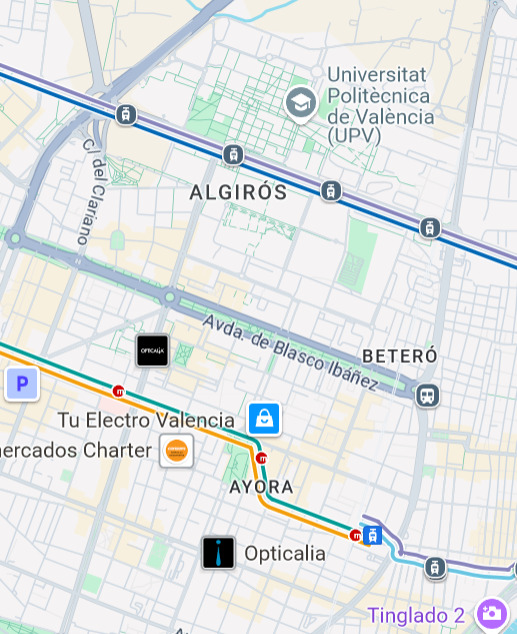 Universitat
Politècnica
de València
(UPV)
C/ del Clariano
ALGIRÓS
Avda. de Blasco Ibáñez
BETERÓ
OPTICALIA
P
Tu Electro Valencia
mercados Charter
AYORA
m
m
m
Opticalia
Tinglado 2